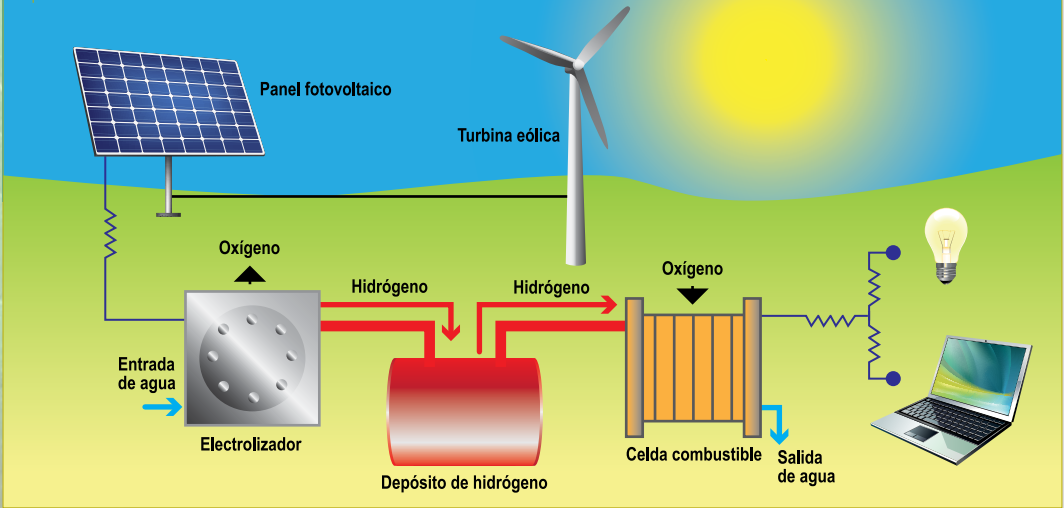 Panel fotovoltaico
Turbina eólica
Oxígeno
Hidrógeno
Hidrógeno
Oxígeno
Entrada
de agua
Electrolizador
Depósito de hidrógeno
Celda combustible
Salida
de agua